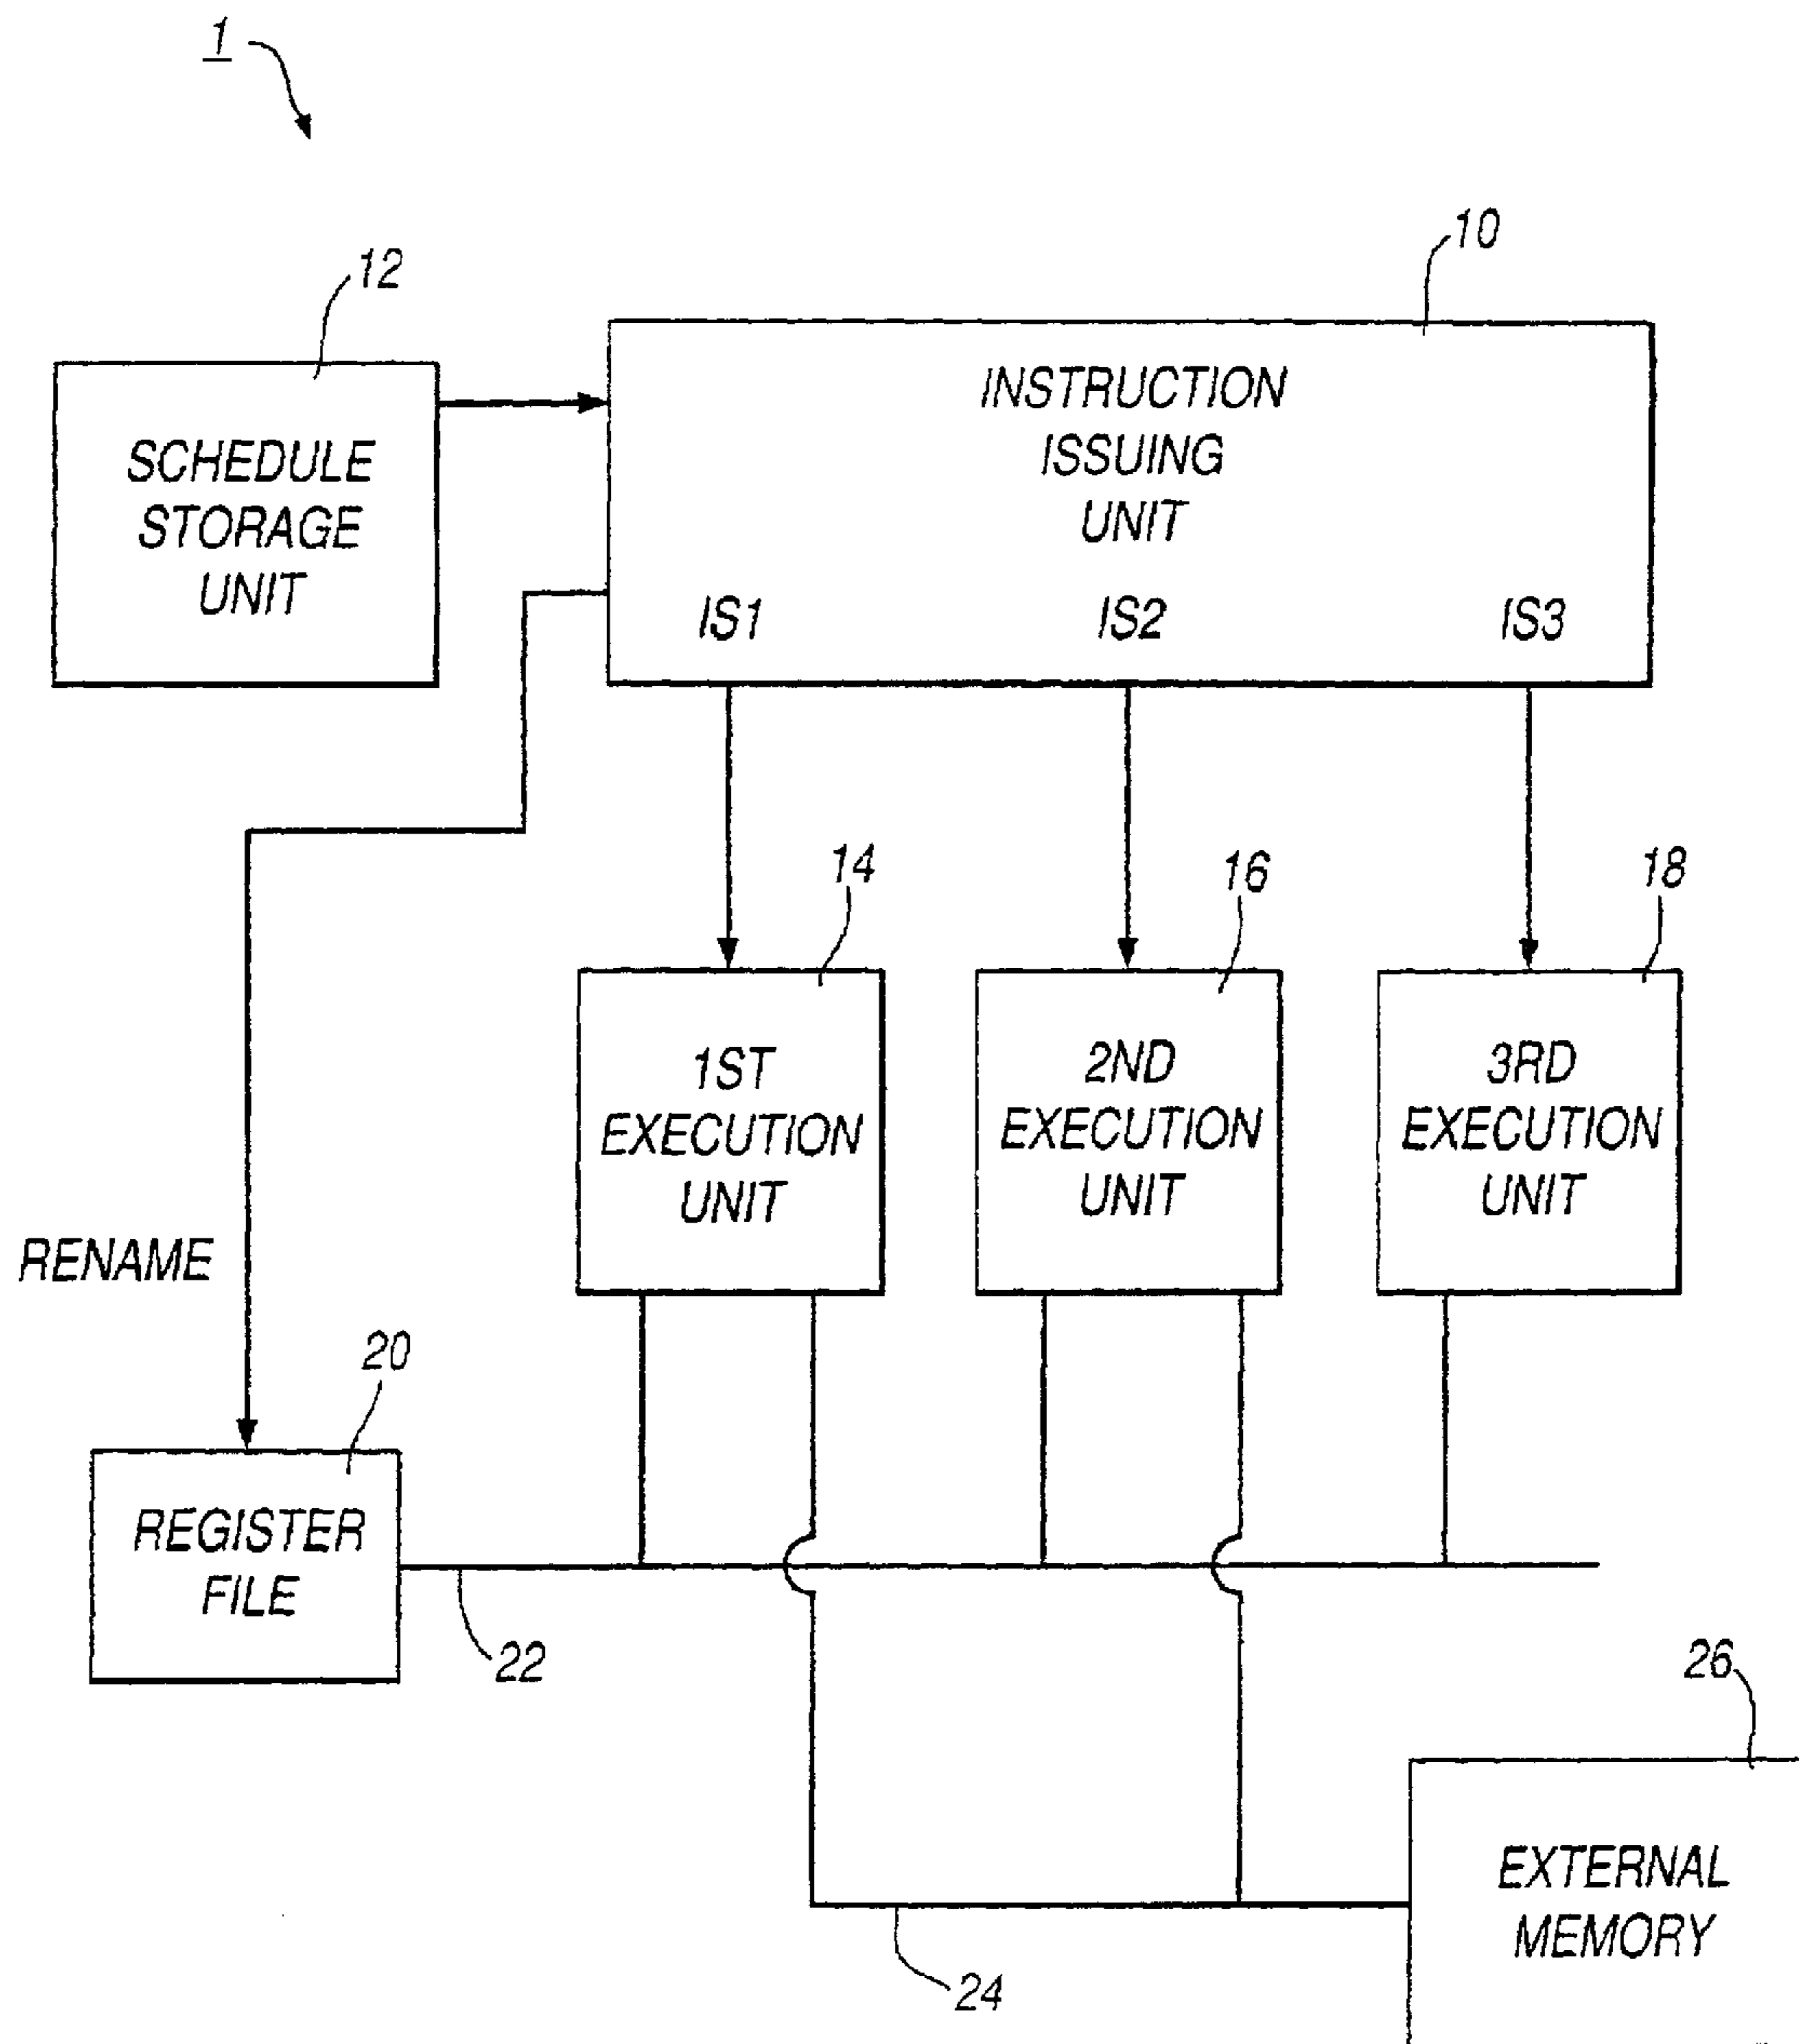 1
10
12
INSTRUCTION
ISSUING
UNIT
SCHEDULE
STORAGE
UNIT
IS1 IS2 IS3
14
16
18
1ST
EXECUTION
UNIT
2ND
EXECUTION
UNIT
3RD
EXECUTION
UNIT
RENAME
20
REGISTER
FILE
22
26
EXTERNAL
MEMORY
24